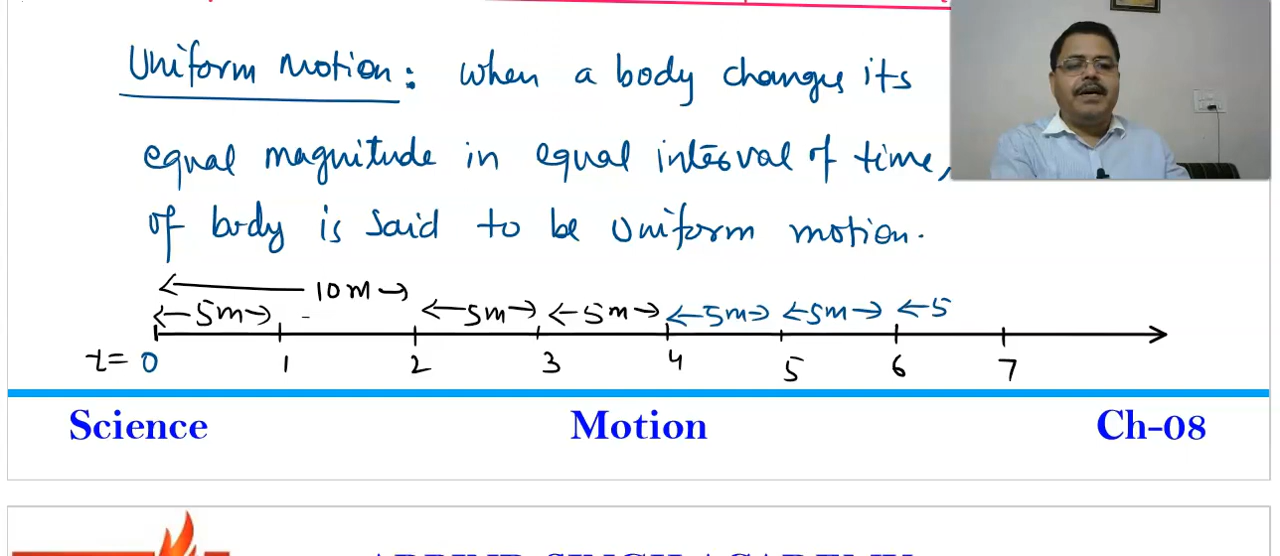 Uniform motion: when a body changes its
equal magnitude in equal interval of time,
of body is said to be uniform motion.
10m
5m 5m 5m 5m 5m 5
t= 0 1 2 3 4 5 6 7
Science Motion Ch-08